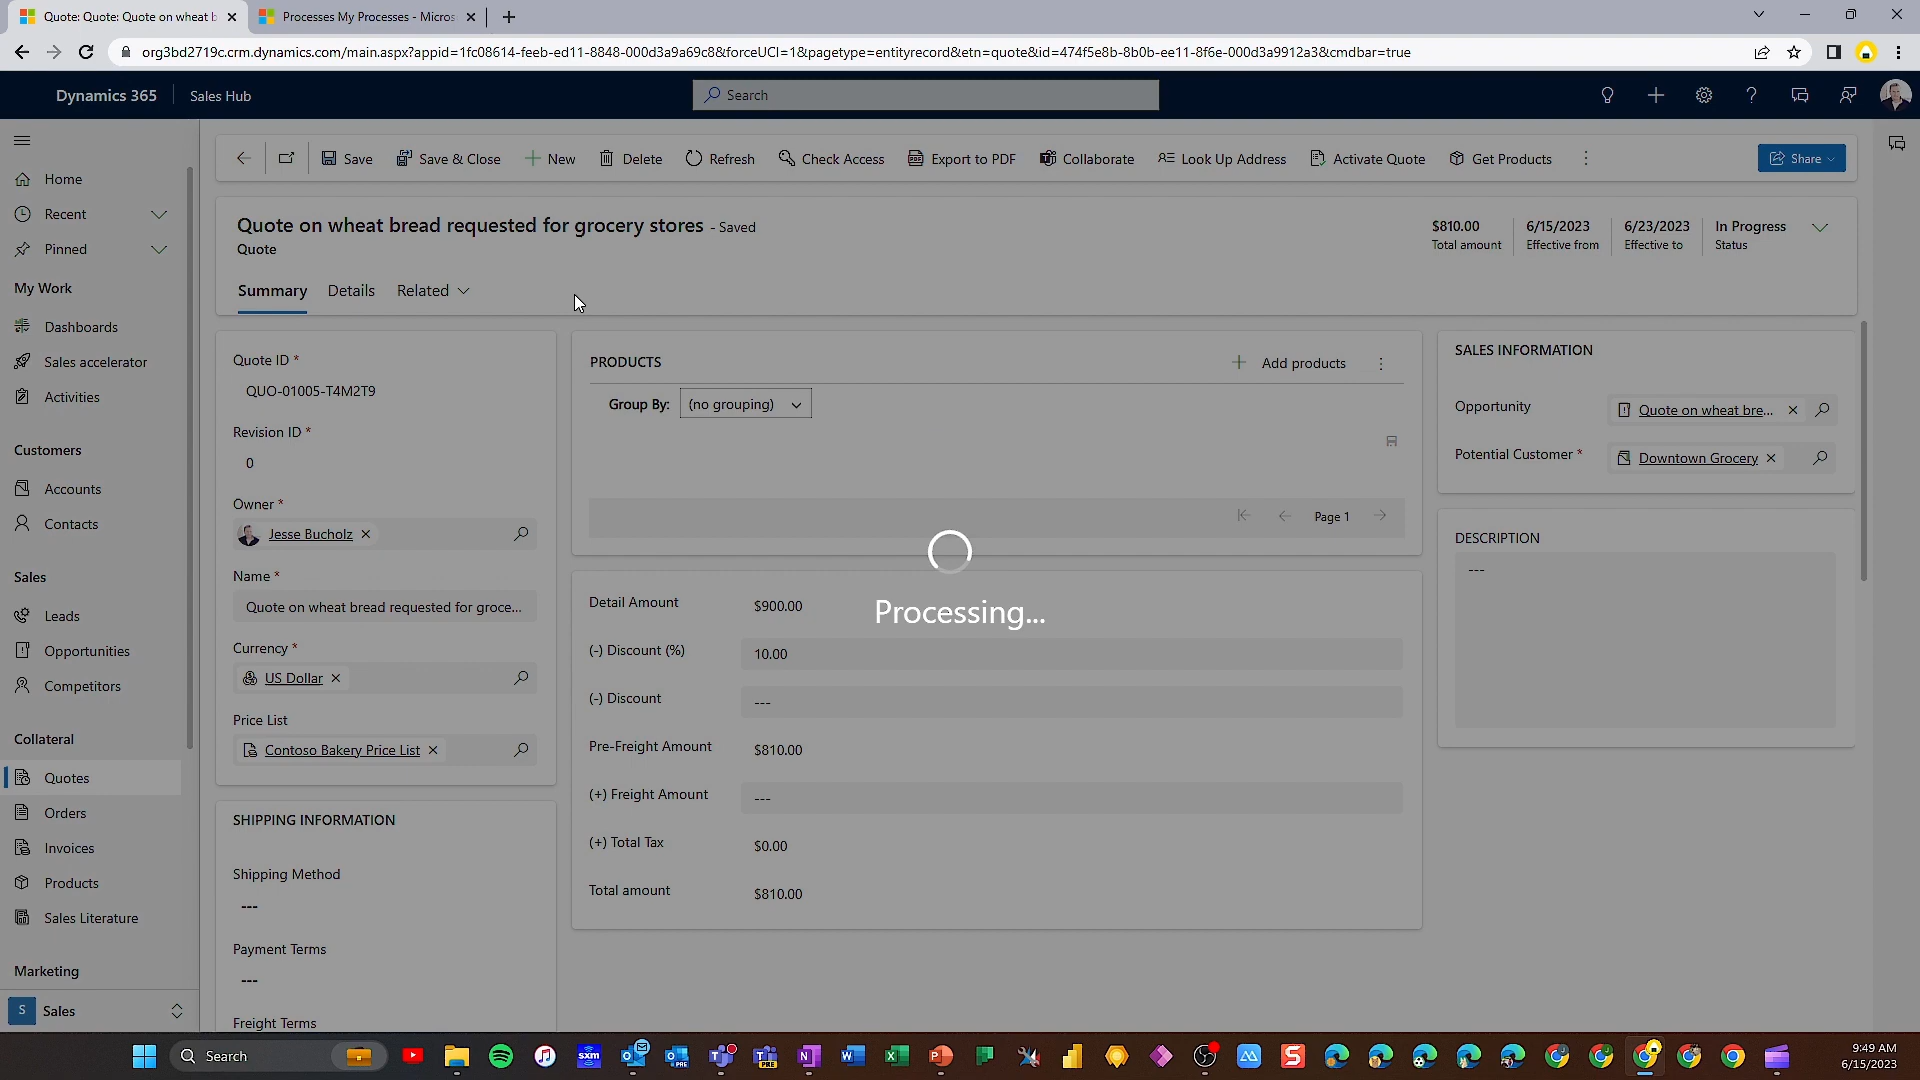 Quote: Quote: Quote on wheat b
Processes My Processes - Micros
org3bd2719c.crm.dynamics.com/main.aspx?appid=1fc08614-feeb-ed11-8848-000d3a9a69c8&forceUCI=1&pagetype=entityrecord&etn=quote&id=474f5e8b-8b0b-ee11-8f6e-000d3a9912a3&cmdbar=true
Dynamics 365
Sales Hub
Search
Save
Save & Close
New
Delete
Refresh
Check Access
Export to PDF
Collaborate
Look Up Address
Activate Quote
Get Products
Share
Home
Recent
Pinned
My Work
Dashboards
Sales accelerator
Activities
Customers
Accounts
Contacts
Sales
Leads
Opportunities
Competitors
Collateral
Quotes
Orders
Invoices
Products
Sales Literature
Marketing
S Sales
Quote on wheat bread requested for grocery stores - Saved
Quote
$810.00
Total amount
6/15/2023
Effective from
6/23/2023
Effective to
In Progress
Status
Summary
Details
Related
Quote ID *
QUO-01005-T4M2T9
Revision ID *
0
Owner *
Jesse Bucholz
Name *
Quote on wheat bread requested for groce...
Currency *
US Dollar
Price List
Contoso Bakery Price List
SHIPPING INFORMATION
Shipping Method
---
Payment Terms
---
Freight Terms
PRODUCTS
Add products
Group By: (no grouping)
Page 1
Processing...
Detail Amount $900.00
(-) Discount (%) 10.00
(-) Discount ---
Pre-Freight Amount $810.00
(+) Freight Amount ---
(+) Total Tax $0.00
Total amount $810.00
SALES INFORMATION
Opportunity
Quote on wheat bre...
Potential Customer *
Downtown Grocery
DESCRIPTION
---
Search
sxm
PRE
PRE
9:49 AM
6/15/2023